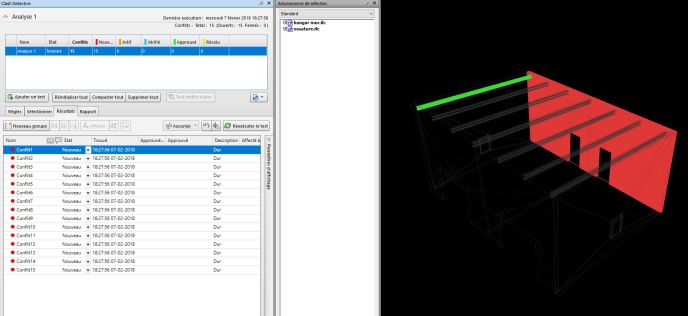 Clash Detective
Analyse 1
Dernière exécution : mercredi 7 février 2018 18:27:56
Conflits - Total : 15 (Ouverts : 15 Fermés : 0)
Nom Etat Conflits Nouv... Actif Vérifié Approuvé Résolu
Analyse 1 Terminé 15 15 0 0 0 0
Ajouter un test Réinitialiser tout Compacter tout Supprimer tout Tout mettre à jour
Règles Sélectionner Résultats Rapport
Nouveau groupe Affecter Aucun(e) Réexécuter le test
Nom Etat Trouvé Approuvé... Approuvé Description Affecté à
Conflit1 Nouveau 18:27:56 07-02-2018 Dur
Conflit2 Nouveau 18:27:56 07-02-2018 Dur
Conflit3 Nouveau 18:27:56 07-02-2018 Dur
Conflit4 Nouveau 18:27:56 07-02-2018 Dur
Conflit5 Nouveau 18:27:56 07-02-2018 Dur
Conflit6 Nouveau 18:27:56 07-02-2018 Dur
Conflit7 Nouveau 18:27:56 07-02-2018 Dur
Conflit8 Nouveau 18:27:56 07-02-2018 Dur
Conflit9 Nouveau 18:27:56 07-02-2018 Dur
Conflit10 Nouveau 18:27:56 07-02-2018 Dur
Conflit11 Nouveau 18:27:56 07-02-2018 Dur
Conflit12 Nouveau 18:27:56 07-02-2018 Dur
Conflit13 Nouveau 18:27:56 07-02-2018 Dur
Conflit14 Nouveau 18:27:56 07-02-2018 Dur
Conflit15 Nouveau 18:27:56 07-02-2018 Dur
Paramètres d'affichage
Arborescence de sélection
Standard
hangar-mur.ifc
ossature.ifc